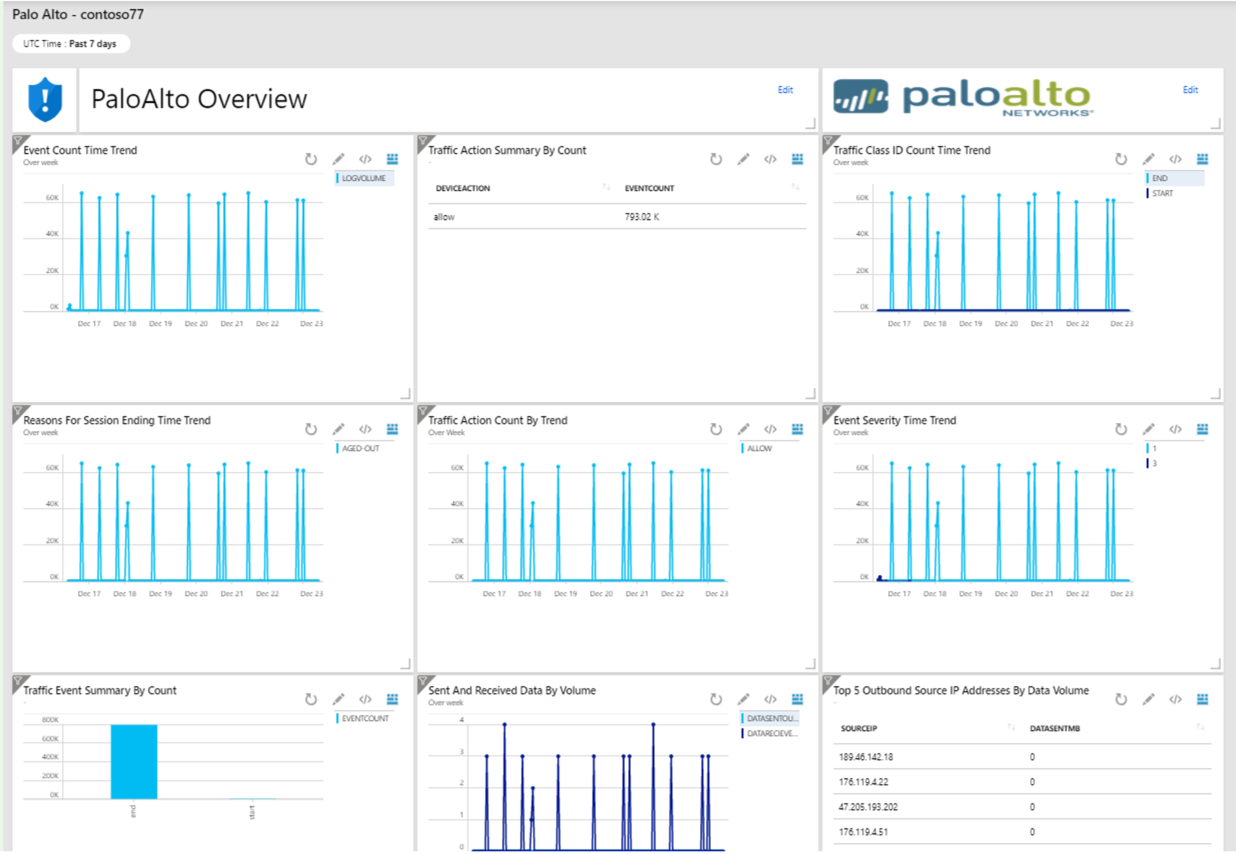 Palo Alto - contoso77
UTC Time : Past 7 days
PaloAlto Overview
Edit
paloalto
NETWORKS®
Edit
Event Count Time Trend
Over week
LOGVOLUME
60K
40K
20K
0K
Dec 17 Dec 18 Dec 19 Dec 20 Dec 21 Dec 22 Dec 23
Traffic Action Summary By Count
DEVICEACTION EVENTCOUNT
allow 793.02 K
Traffic Class ID Count Time Trend
Over week
END
START
60K
40K
20K
0K
Dec 17 Dec 18 Dec 19 Dec 20 Dec 21 Dec 22 Dec 23
Reasons For Session Ending Time Trend
Over week
AGED-OUT
60K
40K
20K
0K
Dec 17 Dec 18 Dec 19 Dec 20 Dec 21 Dec 22 Dec 23
Traffic Action Count By Trend
Over Week
ALLOW
60K
40K
20K
0K
Dec 17 Dec 18 Dec 19 Dec 20 Dec 21 Dec 22 Dec 23
Event Severity Time Trend
Over week
1
3
60K
40K
20K
0K
Dec 17 Dec 18 Dec 19 Dec 20 Dec 21 Dec 22 Dec 23
Traffic Event Summary By Count
EVENTCOUNT
800K
600K
400K
200K
0K
end start
Sent And Received Data By Volume
Over week
DATASENTOU...
DATARECIEVE...
4
3
2
1
0
Top 5 Outbound Source IP Addresses By Data Volume
SOURCEIP DATASENTMB
189.46.142.18 0
176.119.4.22 0
47.205.193.202 0
176.119.4.51 0